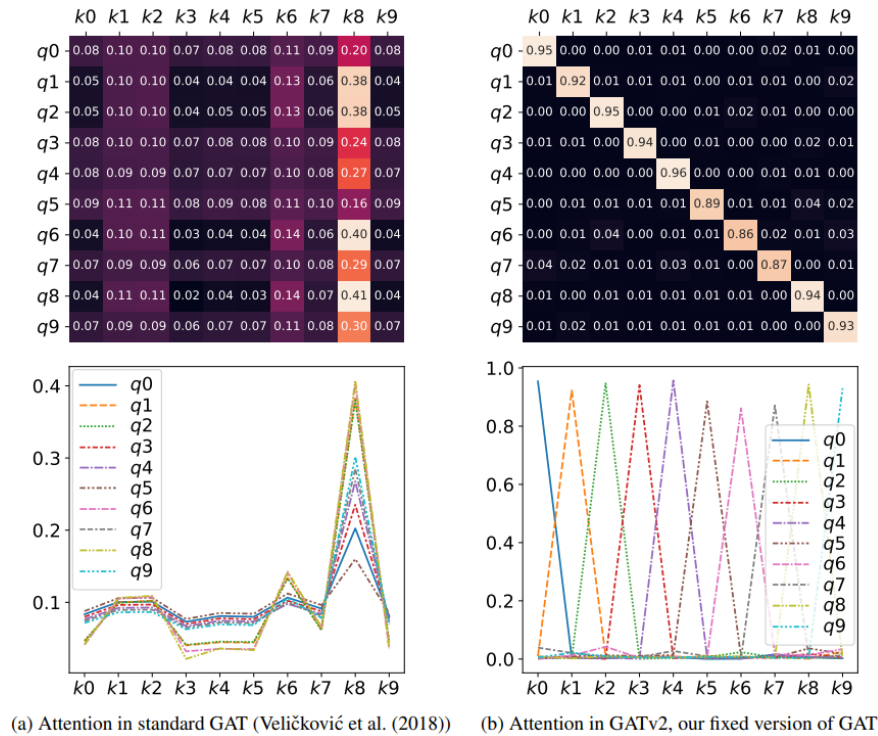 k0 k1 k2 k3 k4 k5 k6 k7 k8 k9
q0 0.08 0.10 0.10 0.07 0.08 0.08 0.11 0.09 0.20 0.08
q1 0.05 0.10 0.10 0.04 0.04 0.04 0.13 0.06 0.38 0.04
q2 0.05 0.10 0.10 0.04 0.05 0.05 0.13 0.06 0.38 0.05
q3 0.08 0.10 0.10 0.07 0.08 0.07 0.10 0.09 0.24 0.08
q4 0.08 0.09 0.09 0.07 0.07 0.07 0.10 0.08 0.27 0.07
q5 0.09 0.11 0.11 0.08 0.09 0.08 0.11 0.10 0.16 0.09
q6 0.04 0.10 0.11 0.03 0.04 0.04 0.14 0.06 0.40 0.04
q7 0.07 0.09 0.09 0.06 0.07 0.07 0.10 0.08 0.29 0.07
q8 0.04 0.11 0.11 0.02 0.04 0.03 0.14 0.07 0.41 0.04
q9 0.07 0.09 0.09 0.06 0.07 0.07 0.11 0.08 0.30 0.07
0.4
0.3
0.2
0.1
q0
q1
q2
q3
q4
q5
q6
q7
q8
q9
k0 k1 k2 k3 k4 k5 k6 k7 k8 k9
(a) Attention in standard GAT (Veličković et al. (2018))
k0 k1 k2 k3 k4 k5 k6 k7 k8 k9
q0 0.95 0.00 0.00 0.01 0.01 0.00 0.00 0.02 0.01 0.00
q1 0.01 0.92 0.01 0.01 0.01 0.01 0.00 0.00 0.00 0.02
q2 0.00 0.00 0.95 0.00 0.00 0.01 0.02 0.01 0.00 0.00
q3 0.01 0.01 0.01 0.94 0.00 0.00 0.01 0.00 0.02 0.01
q4 0.00 0.01 0.00 0.00 0.96 0.00 0.00 0.01 0.01 0.00
q5 0.00 0.01 0.01 0.01 0.00 0.89 0.00 0.01 0.04 0.02
q6 0.00 0.01 0.04 0.00 0.01 0.01 0.86 0.02 0.01 0.03
q7 0.04 0.02 0.01 0.01 0.03 0.01 0.00 0.87 0.00 0.01
q8 0.01 0.00 0.01 0.00 0.01 0.01 0.00 0.01 0.94 0.00
q9 0.01 0.02 0.00 0.01 0.01 0.00 0.01 0.01 0.01 0.93
1.0
0.8
0.6
0.4
0.2
0.0
q0
q1
q2
q3
q4
q5
q6
q7
q8
q9
k0 k1 k2 k3 k4 k5 k6 k7 k8 k9
(b) Attention in GATv2, our fixed version of GAT